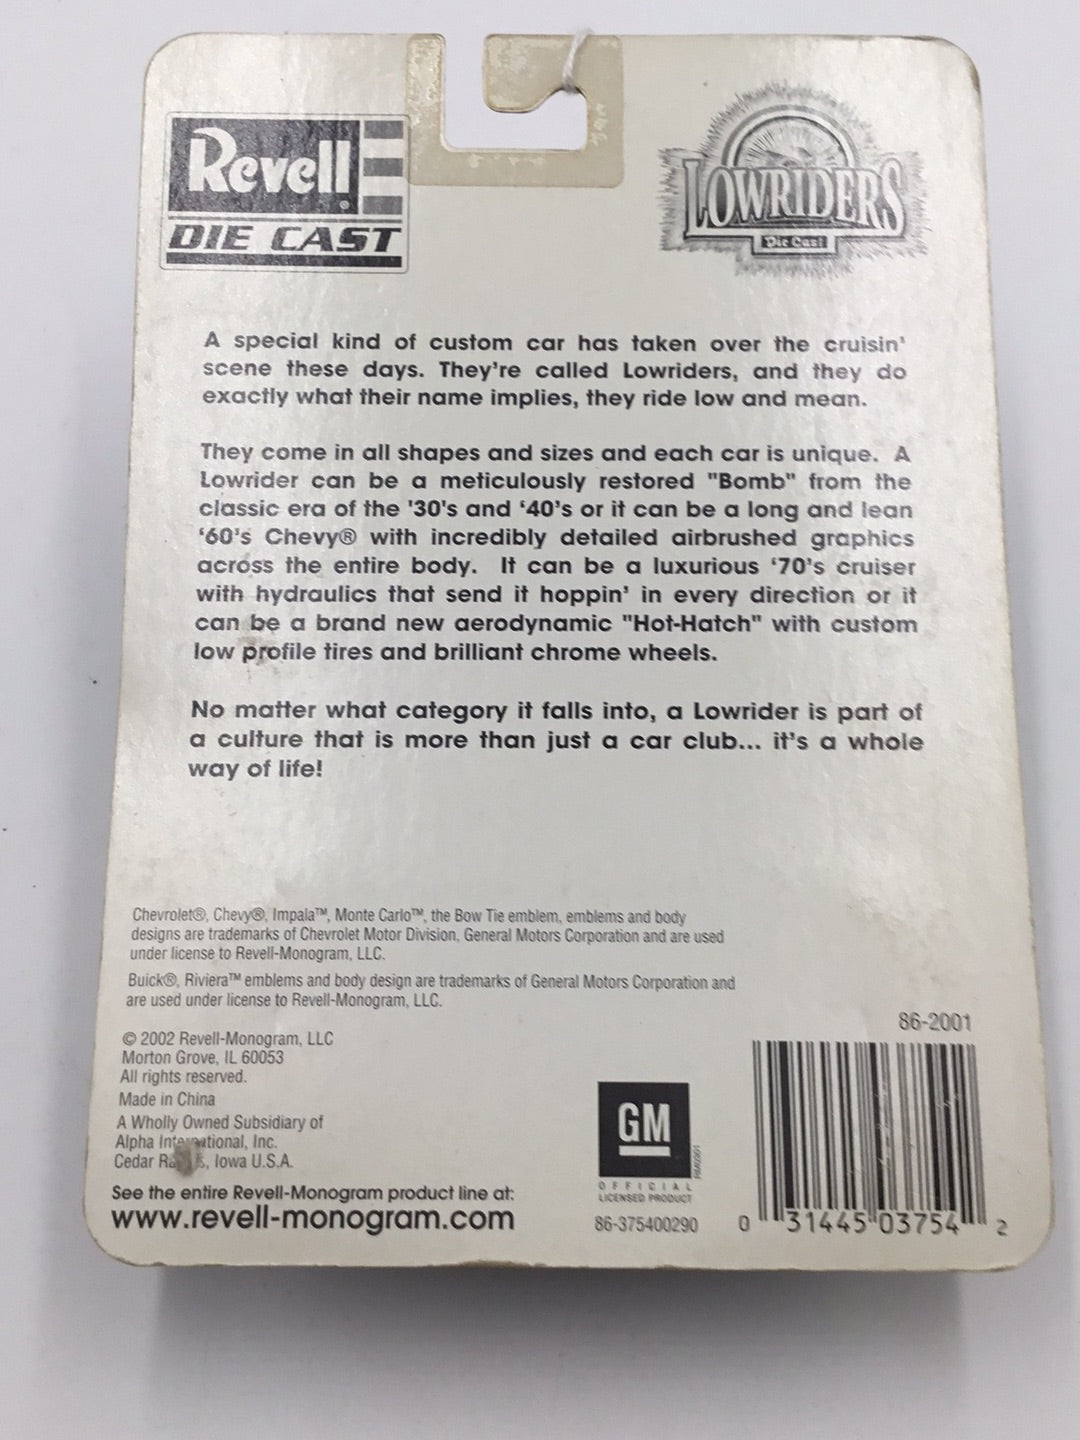 Revell
DIE CAST
LOWRIDERS
Die Cast
A special kind of custom car has taken over the cruisin'
scene these days. They're called Lowriders, and they do
exactly what their name implies, they ride low and mean.
They come in all shapes and sizes and each car is unique. A
Lowrider can be a meticulously restored "Bomb" from the
classic era of the '30's and '40's or it can be a long and lean
'60's Chevy® with incredibly detailed airbrushed graphics
across the entire body. It can be a luxurious '70's cruiser
with hydraulics that send it hoppin' in every direction or it
can be a brand new aerodynamic "Hot-Hatch" with custom
low profile tires and brilliant chrome wheels.
No matter what category it falls into, a Lowrider is part of
a culture that is more than just a car club... it's a whole
way of life!
Chevrolet®, Chevy®, Impala™, Monte Carlo™, the Bow Tie emblem, emblems and body
designs are trademarks of Chevrolet Motor Division, General Motors Corporation and are used
under license to Revell-Monogram, LLC.
Buick®, Riviera™ emblems and body design are trademarks of General Motors Corporation and
are used under license to Revell-Monogram, LLC.
© 2002 Revell-Monogram, LLC
Morton Grove, IL 60053
All rights reserved.
Made in China
A Wholly Owned Subsidiary of
Alpha International, Inc.
Cedar , Iowa U.S.A.
See the entire Revell-Monogram product line at:
www.revell-monogram.com
GM
OFFICIAL
LICENSED PRODUCT
86-375400290
86-2001
0 31445 03754 2